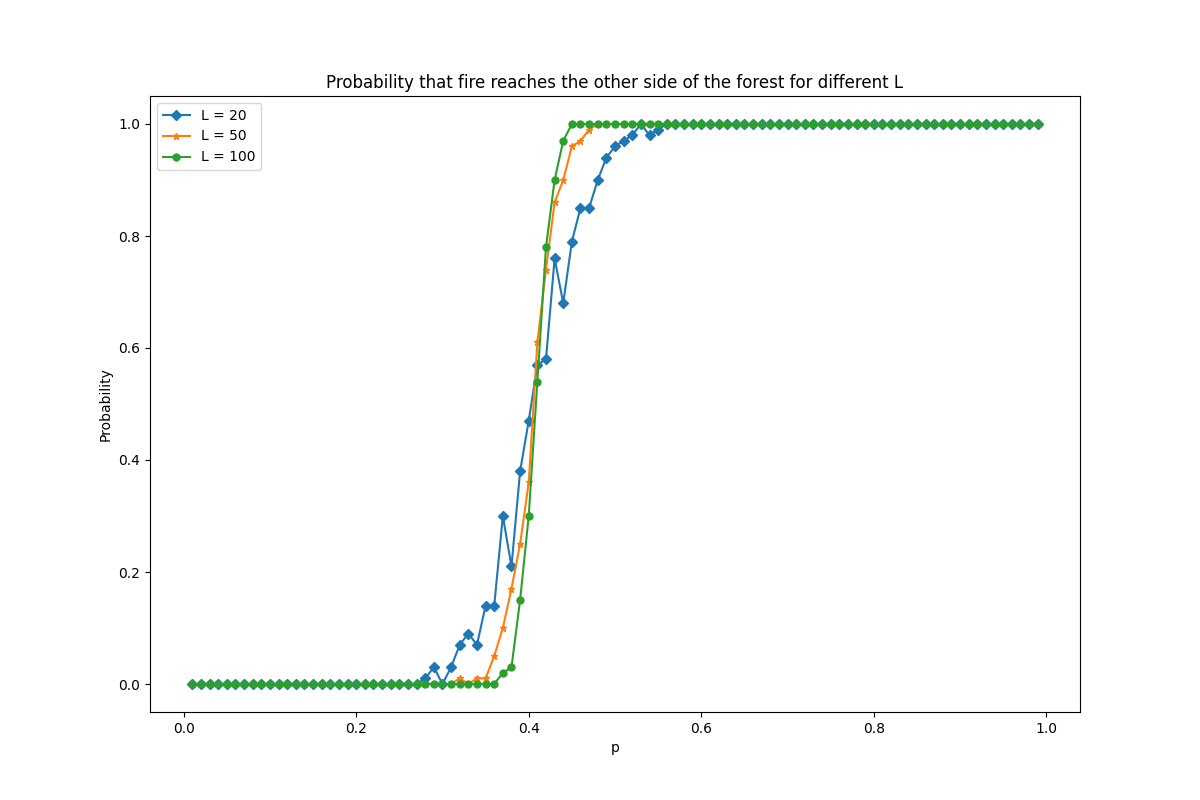 Probability that fire reaches the other side of the forest for different L
L = 20
L = 50
L = 100
1.0
0.8
0.6
0.4
0.2
0.0
Probability
0.0 0.2 0.4 0.6 0.8 1.0
p